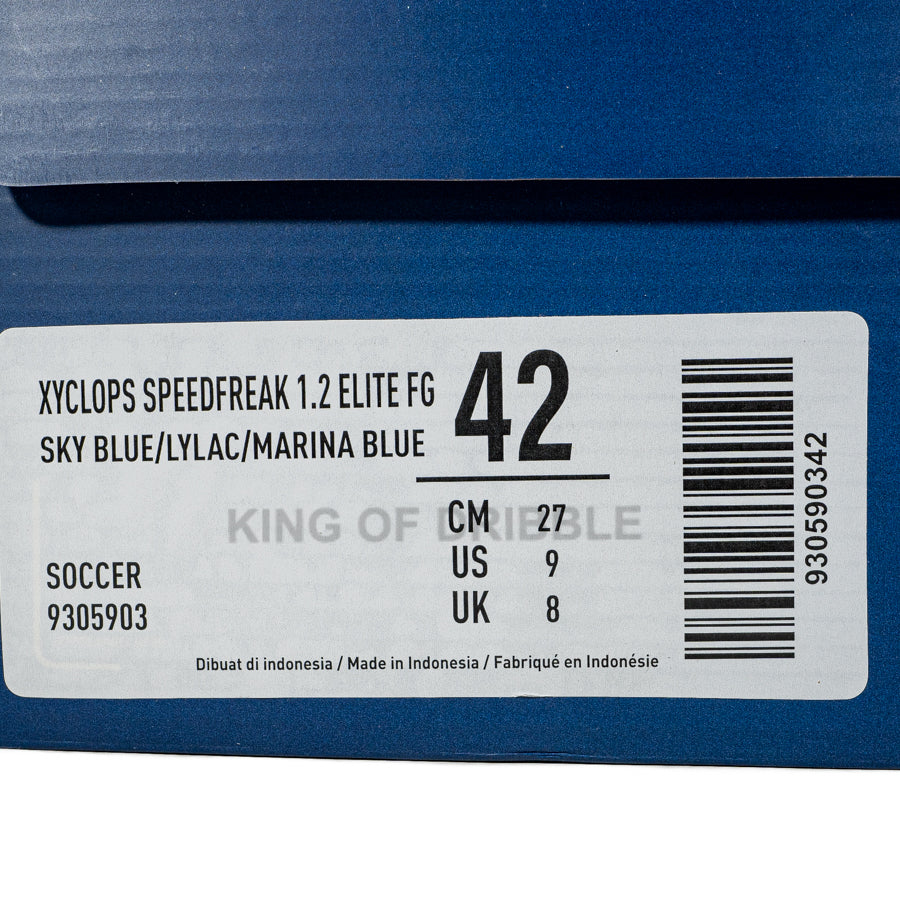 XYCLOPS SPEEDFREAK 1.2 ELITE FG
SKY BLUE/LYLAC/MARINA BLUE
42
KING OF DRIBBLE
CM 27
US 9
UK 8
SOCCER
9305903
Dibuat di indonesia / Made in Indonesia / Fabriqué en Indonésie
930590342